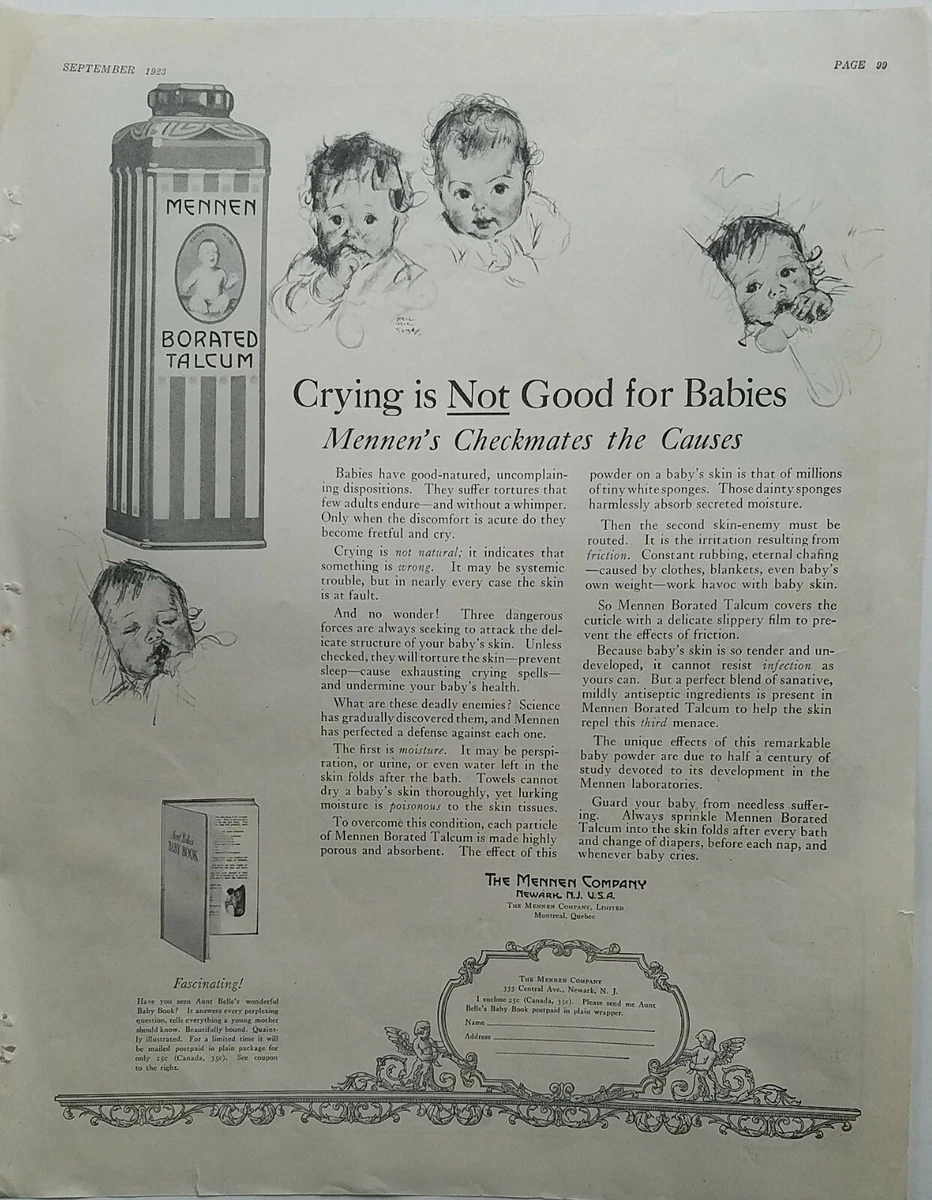 SEPTEMBER 1923
PAGE 99
MENNEN
BORATED
TALCUM
Crying is Not Good for Babies
Mennen's Checkmates the Causes
Babies have good-natured, uncomplain-
ing dispositions. They suffer tortures that
few adults endure—and without a whimper.
Only when the discomfort is acute do they
become fretful and cry.
Crying is not natural; it indicates that
something is wrong. It may be systemic
trouble, but in nearly every case the skin
is at fault.
And no wonder! Three dangerous
forces are always seeking to attack the del-
icate structure of your baby's skin. Unless
checked, they will torture the skin—prevent
sleep—cause exhausting crying spells—
and undermine your baby's health.
What are these deadly enemies? Science
has gradually discovered them, and Mennen
has perfected a defense against each one.
The first is moisture. It may be perspi-
ration, or urine, or even water left in the
skin folds after the bath. Towels cannot
dry a baby's skin thoroughly, yet lurking
moisture is poisonous to the skin tissues.
To overcome this condition, each particle
of Mennen Borated Talcum is made highly
porous and absorbent. The effect of this
powder on a baby's skin is that of millions
of tiny white sponges. Those dainty sponges
harmlessly absorb secreted moisture.
Then the second skin-enemy must be
routed. It is the irritation resulting from
friction. Constant rubbing, eternal chafing
—caused by clothes, blankets, even baby's
own weight—work havoc with baby skin.
So Mennen Borated Talcum covers the
cuticle with a delicate slippery film to pre-
vent the effects of friction.
Because baby's skin is so tender and un-
developed, it cannot resist infection as
yours can. But a perfect blend of sanative,
mildly antiseptic ingredients is present in
Mennen Borated Talcum to help the skin
repel this third menace.
The unique effects of this remarkable
baby powder are due to half a century of
study devoted to its development in the
Mennen laboratories.
Guard your baby from needless suffer-
ing. Always sprinkle Mennen Borated
Talcum into the skin folds after every bath
and change of diapers, before each nap, and
whenever baby cries.
THE MENNEN COMPANY
NEWARK. N.J. U.S.A.
THE MENNEN COMPANY, LIMITED
Montreal, Quebec
Aunt Belle's
BABY BOOK
Fascinating!
Have you seen Aunt Belle's wonderful
Baby Book? It answers every perplexing
question, tells everything a young mother
should know. Beautifully bound. Quaint-
ly illustrated. For a limited time it will
be mailed postpaid in plain package for
only 25c (Canada, 35c). See coupon
to the right.
THE MENNEN COMPANY
333 Central Ave., Newark, N. J.
I enclose 25c (Canada, 35c). Please send me Aunt
Belle's Baby Book postpaid in plain wrapper.
Name
Address